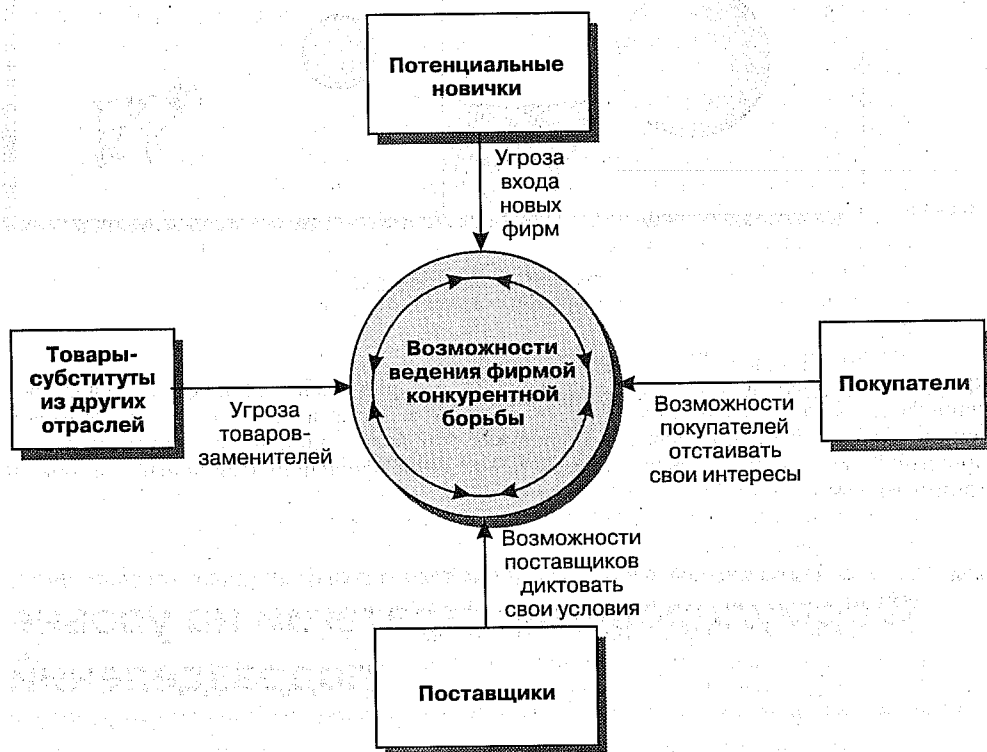 Потенциальные
новички
Угроза
входа
новых
фирм
Товары-
субституты
из других
отраслей
Угроза
товаров-
заменителей
Возможности
ведения фирмой
конкурентной
борьбы
Покупатели
Возможности
покупателей
отстаивать
свои интересы
Возможности
поставщиков
диктовать
свои условия
Поставщики